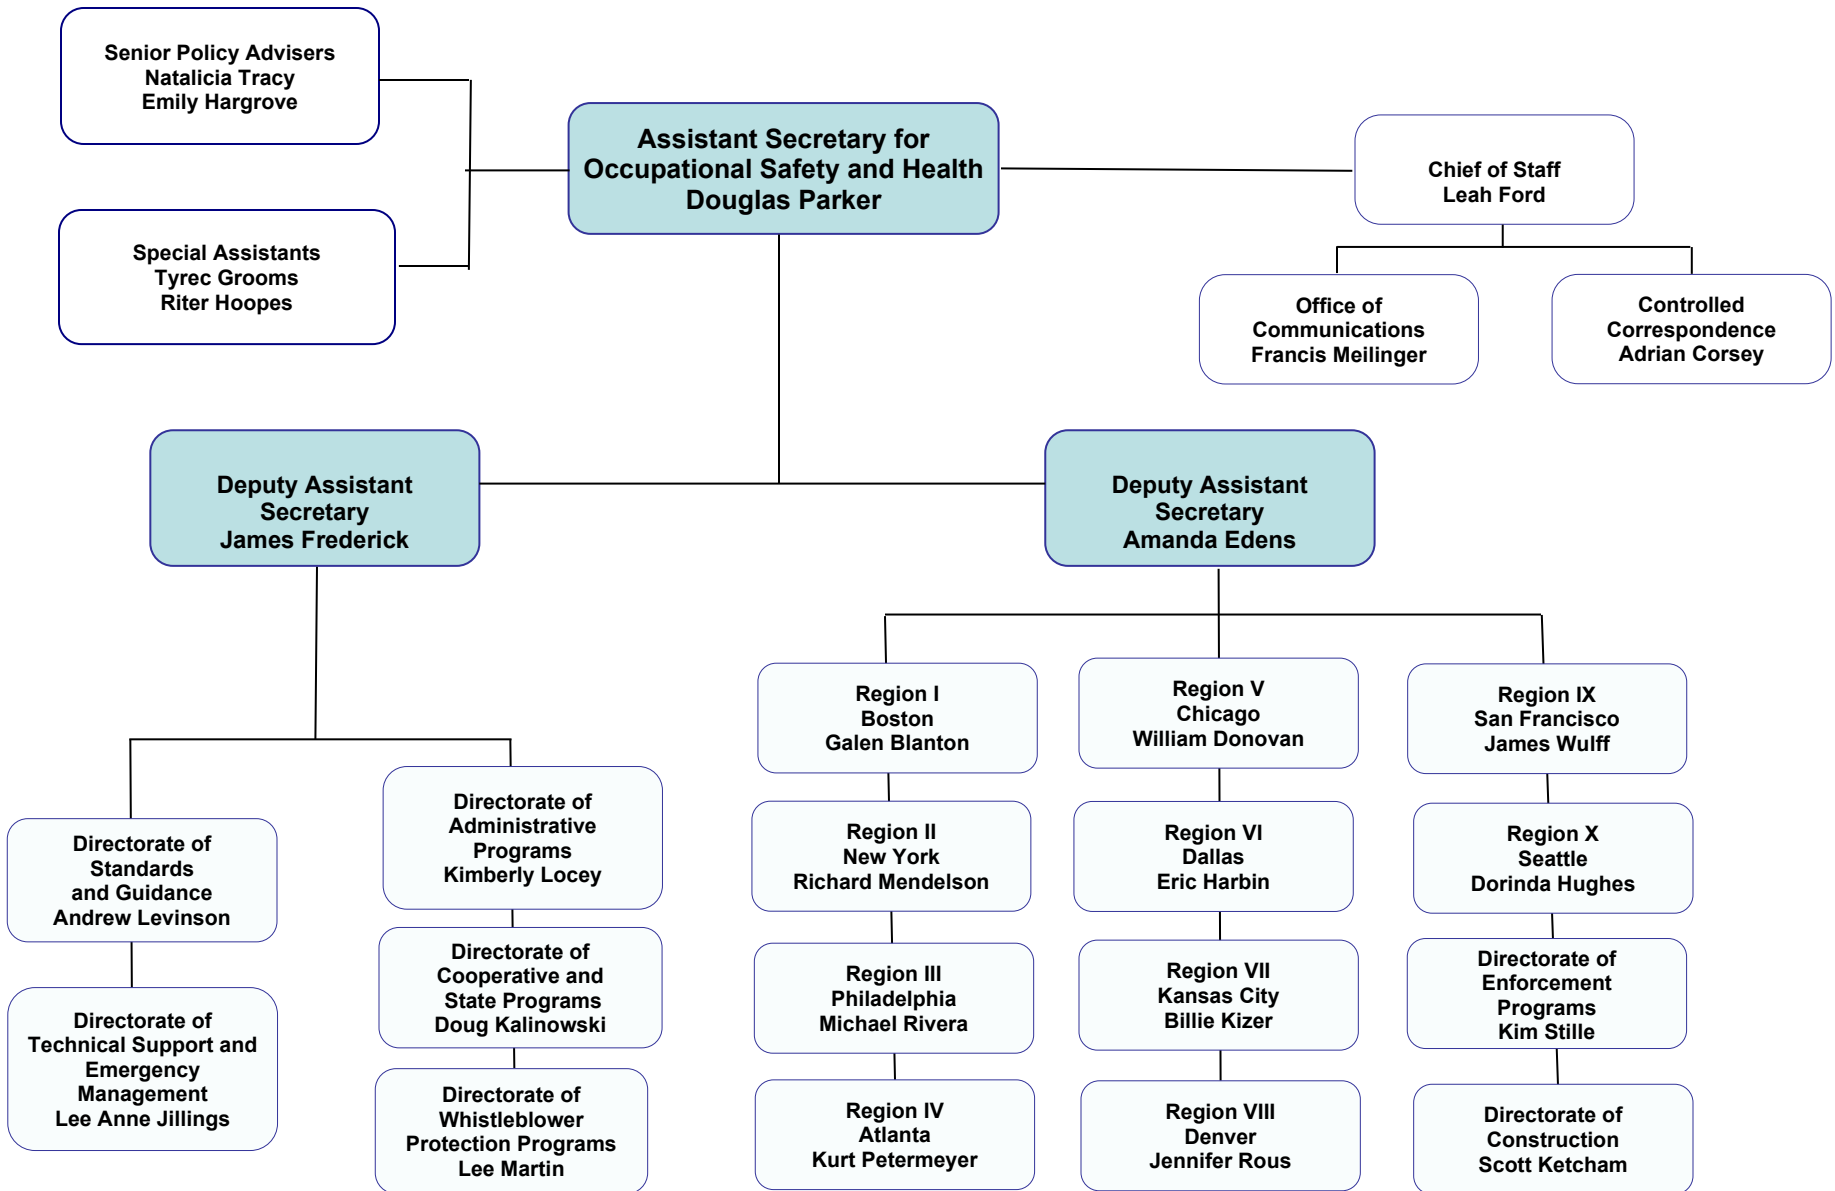 Senior Policy Advisers
Natalicia Tracy
Emily Hargrove
Assistant Secretary for
Occupational Safety and Health
Douglas Parker
Chief of Staff
Leah Ford
Special Assistants
Tyrec Grooms
Riter Hoopes
Office of
Communications
Francis Meilinger
Controlled
Correspondence
Adrian Corsey
Deputy Assistant
Secretary
James Frederick
Deputy Assistant
Secretary
Amanda Edens
Directorate of
Standards
and Guidance
Andrew Levinson
Directorate of
Technical Support and
Emergency
Management
Lee Anne Jillings
Directorate of
Administrative
Programs
Kimberly Locey
Directorate of
Cooperative and
State Programs
Doug Kalinowski
Directorate of
Whistleblower
Protection Programs
Lee Martin
Region I
Boston
Galen Blanton
Region II
New York
Richard Mendelson
Region III
Philadelphia
Michael Rivera
Region IV
Atlanta
Kurt Petermeyer
Region V
Chicago
William Donovan
Region VI
Dallas
Eric Harbin
Region VII
Kansas City
Billie Kizer
Region VIII
Denver
Jennifer Rous
Region IX
San Francisco
James Wulff
Region X
Seattle
Dorinda Hughes
Directorate of
Enforcement
Programs
Kim Stille
Directorate of
Construction
Scott Ketcham